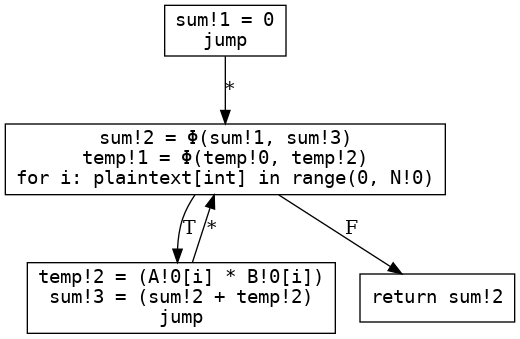 sum!1 = 0
jump
*
sum!2 = Φ(sum!1, sum!3)
temp!1 = Φ(temp!0, temp!2)
for i: plaintext[int] in range(0, N!0)
T
*
F
temp!2 = (A!0[i] * B!0[i])
sum!3 = (sum!2 + temp!2)
jump
return sum!2